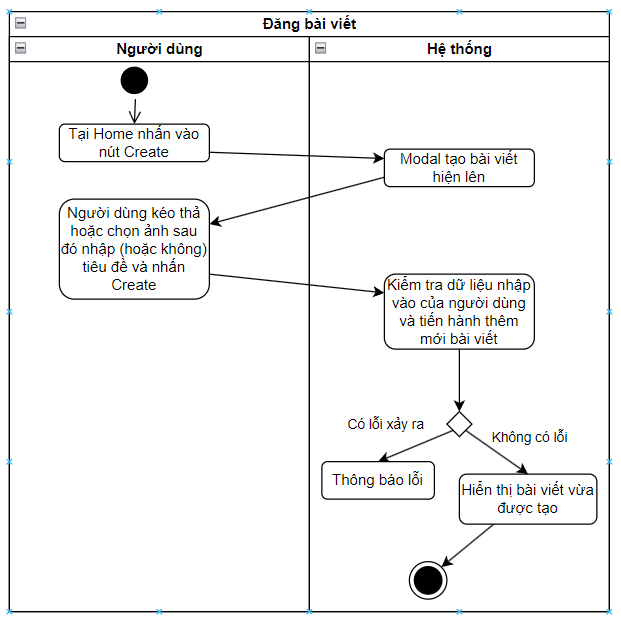 Đăng bài viết
Người dùng
Hệ thống
Tại Home nhấn vào
nút Create
Modal tạo bài viết
hiện lên
Người dùng kéo thả
hoặc chọn ảnh sau
đó nhập (hoặc không)
tiêu đề và nhấn
Create
Kiểm tra dữ liệu nhập
vào của người dùng
và tiến hành thêm
mới bài viết
Có lỗi xảy ra
Không có lỗi
Thông báo lỗi
Hiển thị bài viết vừa
được tạo